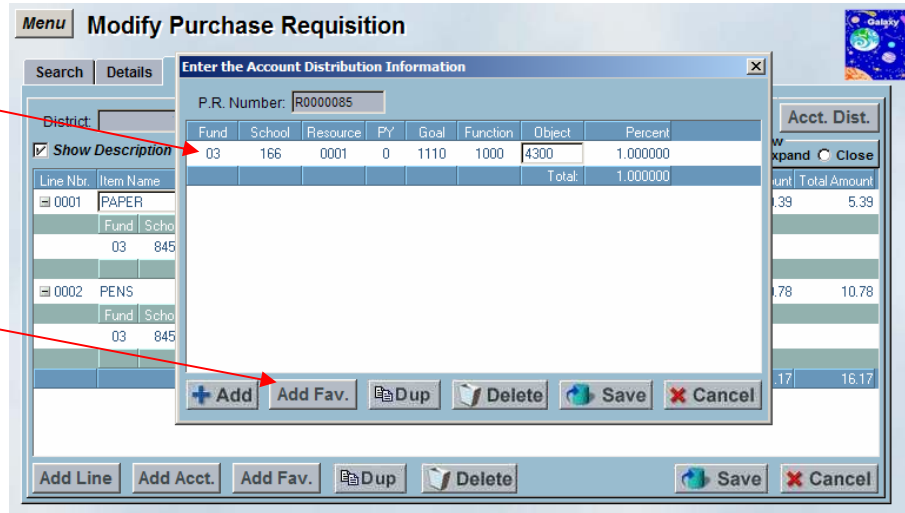 Menu Modify Purchase Requisition
Galaxy
Search Details
Enter the Account Distribution Information
P.R. Number: R0000085
District:
Acct. Dist.
Show Description
xpand Close
Fund School Resource PY Goal Function Object Percent
03 166 0001 0 1110 1000 4300 1.000000
Total: 1.000000
Line Nbr. Item Name
unt Total Amount
0001 PAPER .39 5.39
Fund Scho
03 845
0002 PENS .78 10.78
Fund Scho
03 845
.17 16.17
Add Add Fav. Dup Delete Save Cancel
Add Line Add Acct. Add Fav. Dup Delete Save Cancel